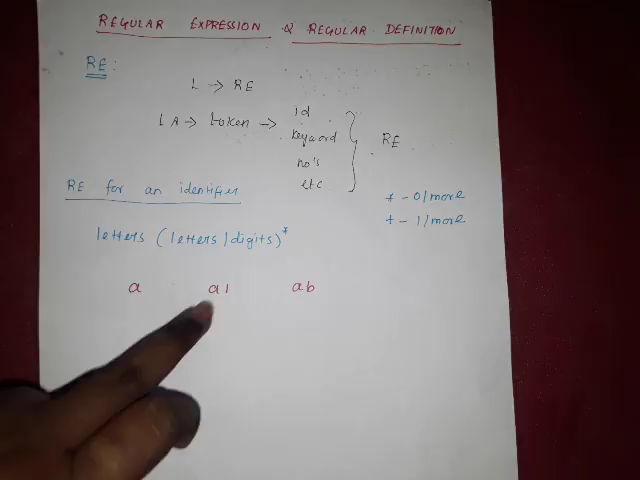 REGULAR EXPRESSION & REGULAR DEFINITION
RE:
L → RE
LA → token → id
keyword
no's
etc
RE
RE for an identifier
* - 0/more
+ - 1/more
letters (letters/digits)*
a a1 ab